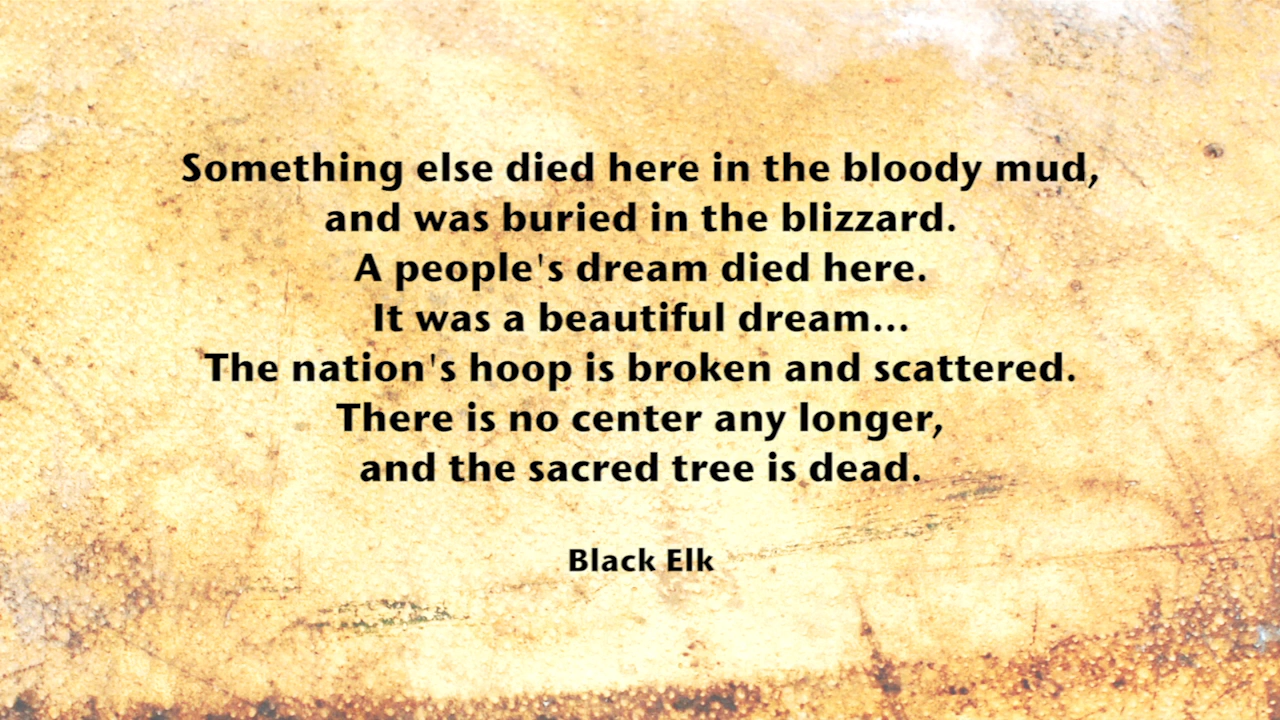 Something else died here in the bloody mud,
and was buried in the blizzard.
A people's dream died here.
It was a beautiful dream...
The nation's hoop is broken and scattered.
There is no center any longer,
and the sacred tree is dead.
Black Elk